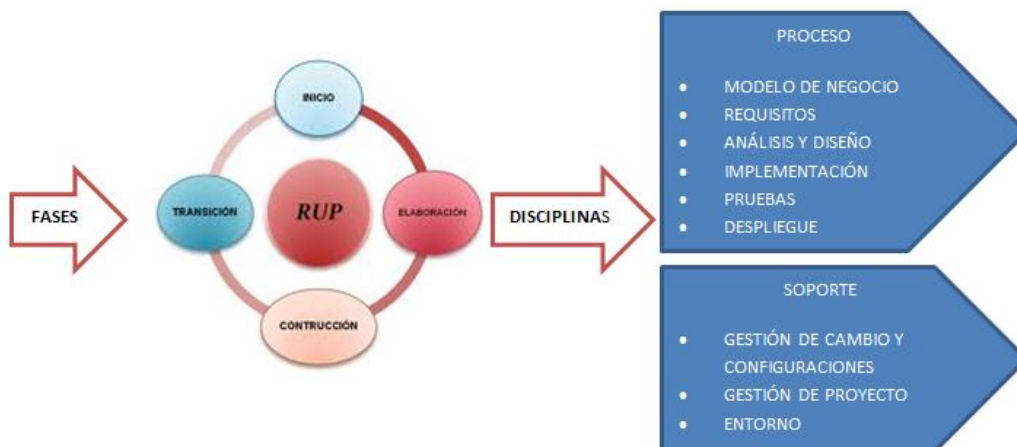 FASES
INICIO
TRANSICIÓN
RUP
ELABORACIÓN
CONTRUCCIÓN
DISCIPLINAS
PROCESO
• MODELO DE NEGOCIO
• REQUISITOS
• ANÁLISIS Y DISEÑO
• IMPLEMENTACIÓN
• PRUEBAS
• DESPLIEGUE
SOPORTE
• GESTIÓN DE CAMBIO Y
CONFIGURACIONES
• GESTIÓN DE PROYECTO
• ENTORNO